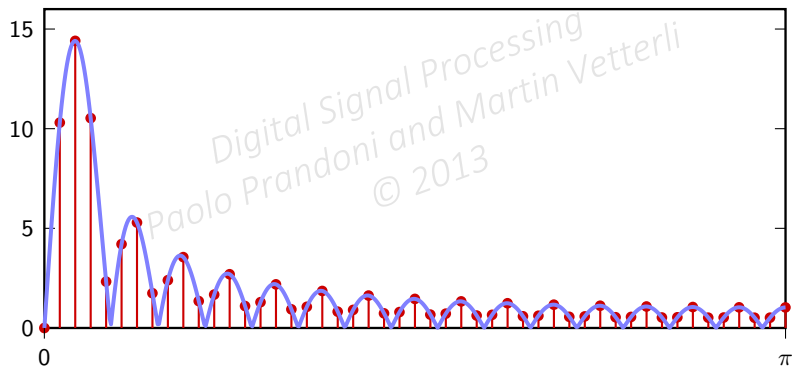 15
10
5
0
0
π
Digital Signal Processing
Paolo Prandoni and Martin Vetterli
© 2013